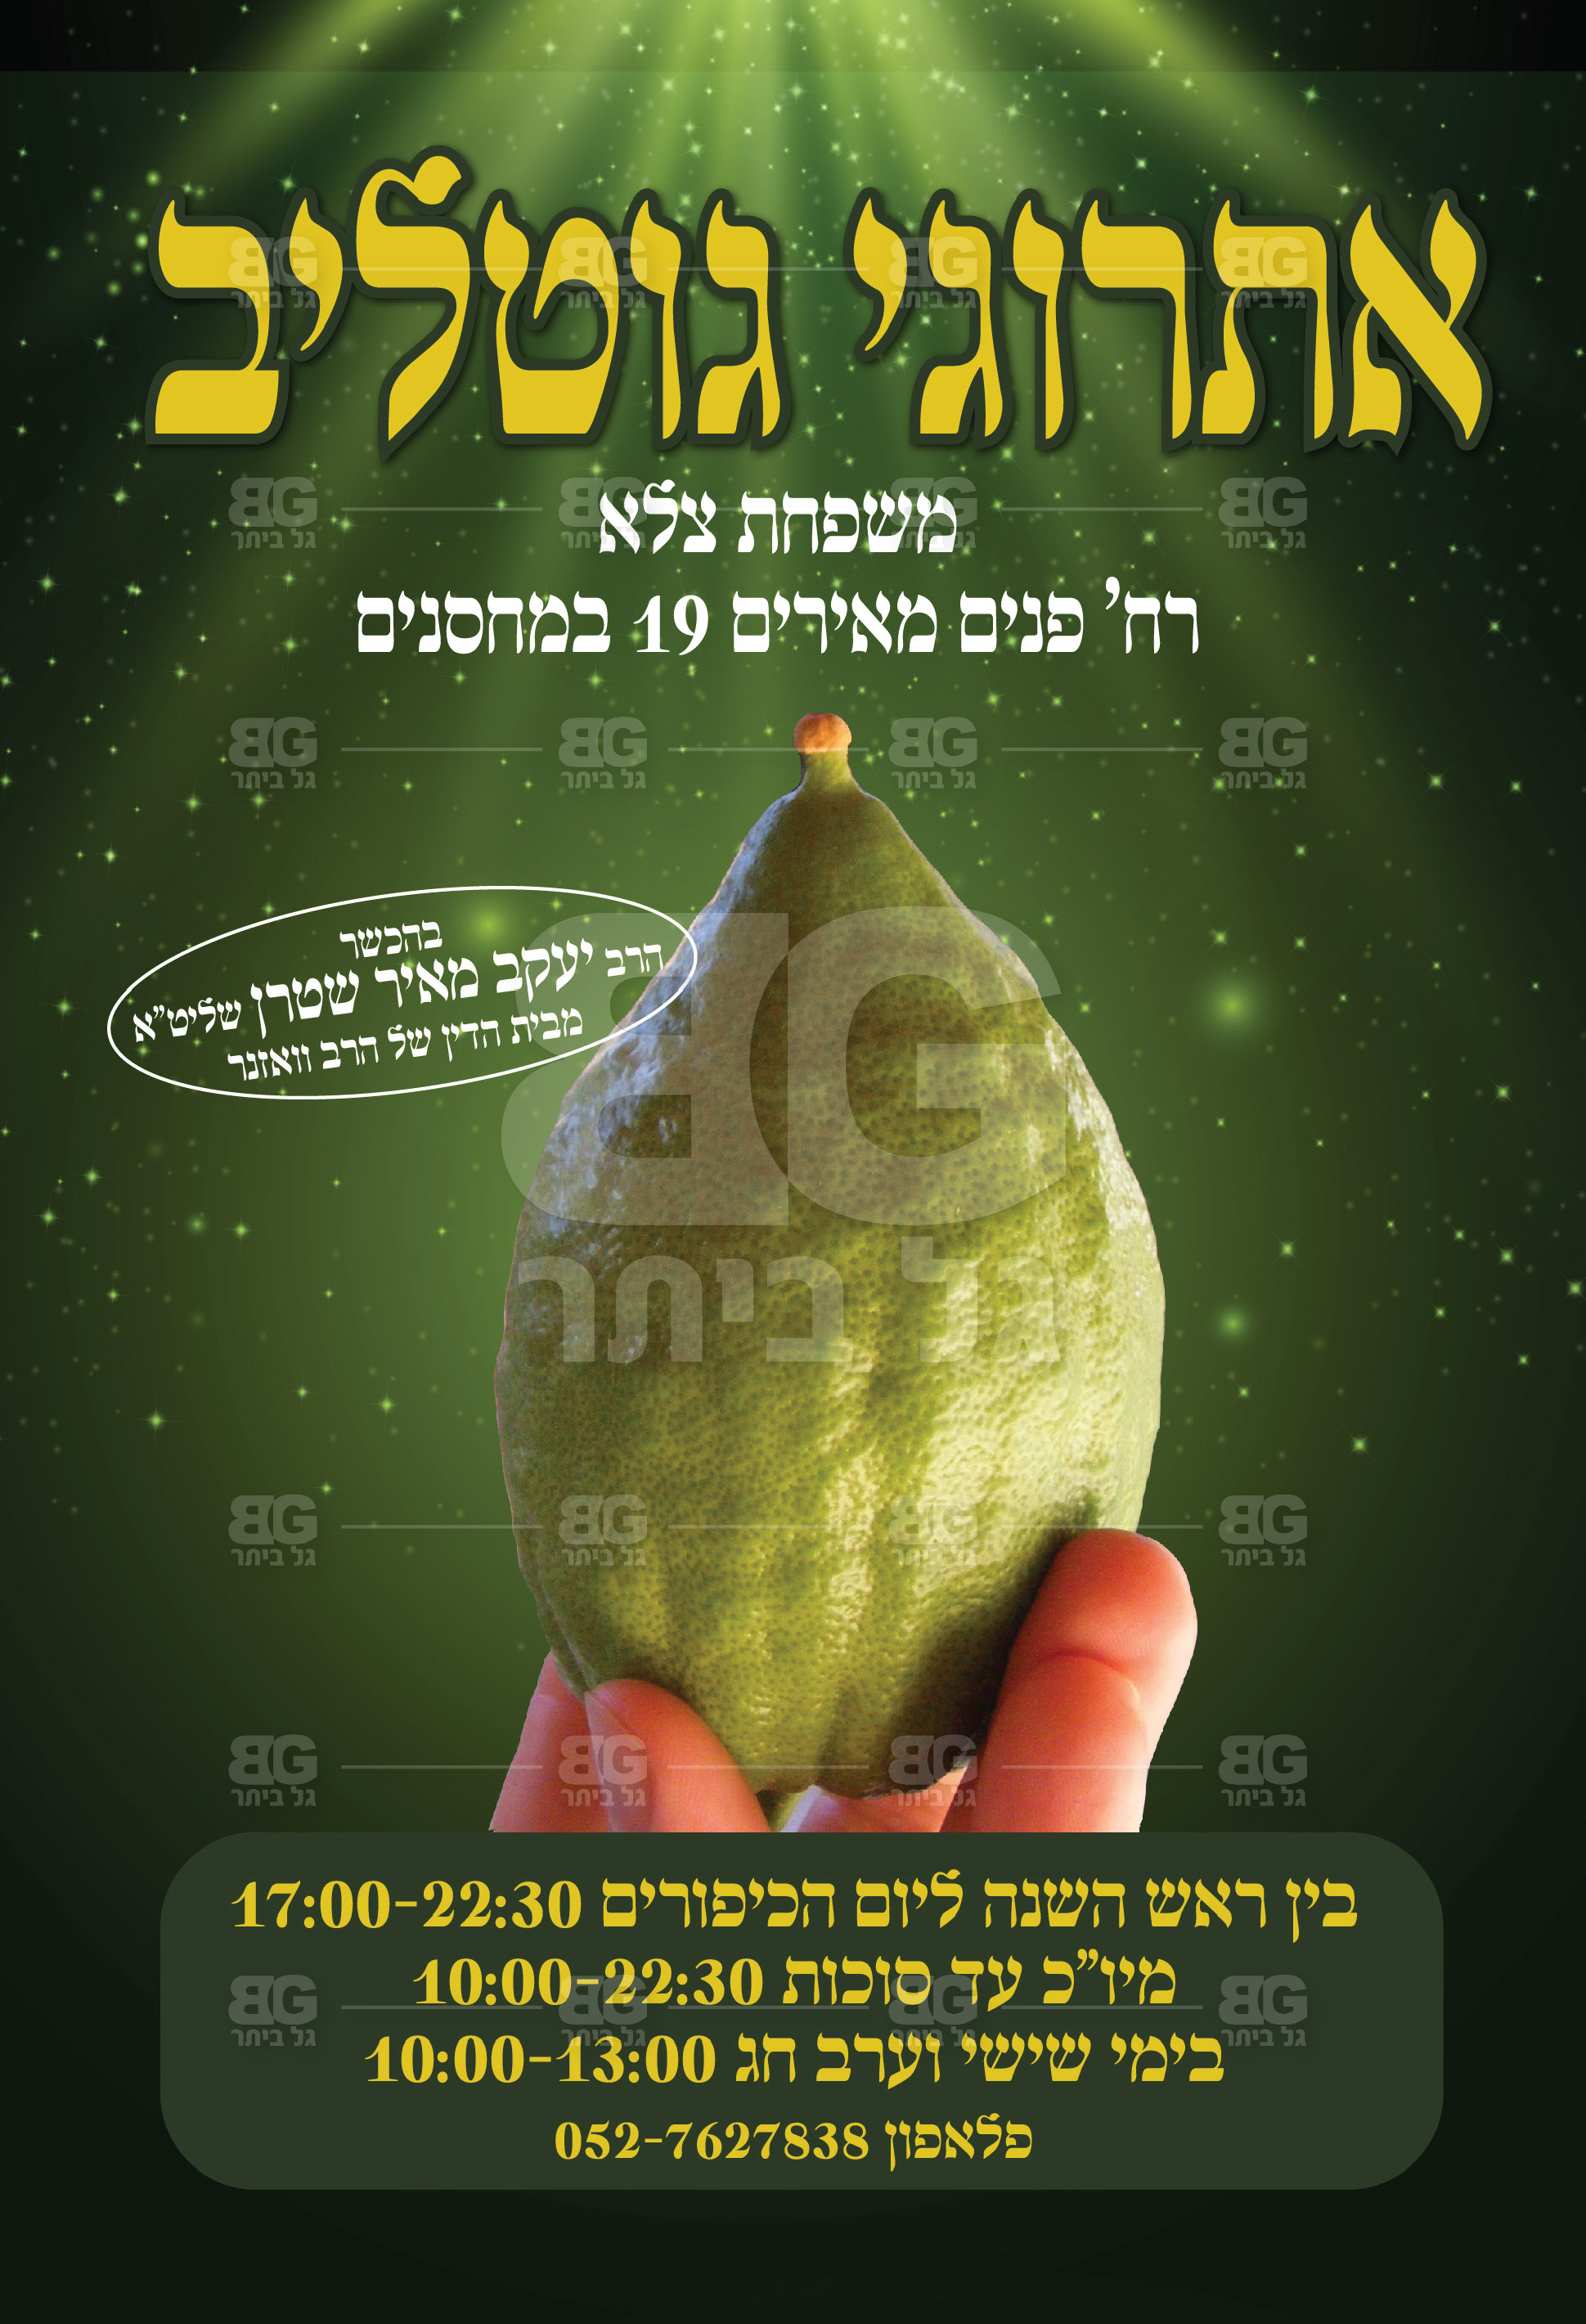 אתרוגי גוטליב
משפחת צלא
רח' פנים מאירים 19 במחסנים
בהכשר
הרב יעקב מאיר שטרן שליט"א
מבית הדין של הרב וואזנר
BG
גל ביתר
בין ראש השנה ליום הכיפורים 17:00-22:30
מיו"כ עד סוכות 10:00-22:30
בימי שישי וערב חג 10:00-13:00
פלאפון 052-7627838